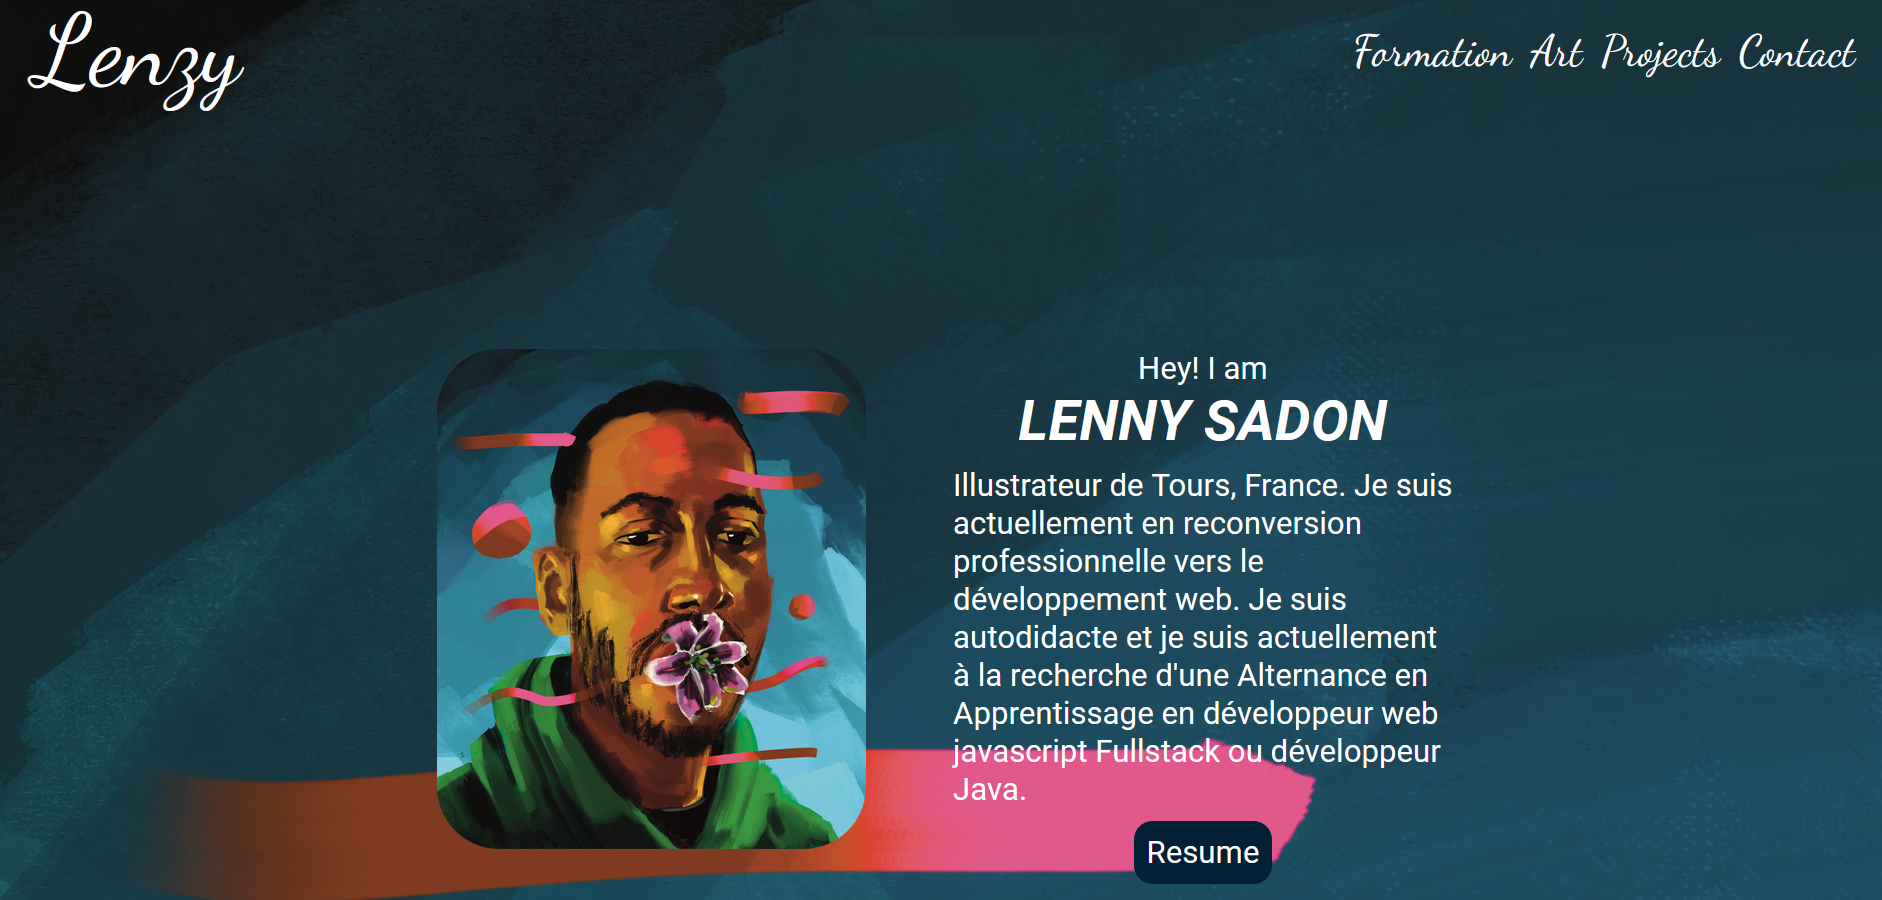 Lenzy
Formation Art Projects Contact
Hey! I am
LENNY SADON
Illustrateur de Tours, France. Je suis
actuellement en reconversion
professionnelle vers le
développement web. Je suis
autodidacte et je suis actuellement
à la recherche d'une Alternance en
Apprentissage en développeur web
javascript Fullstack ou développeur
Java.
Resume